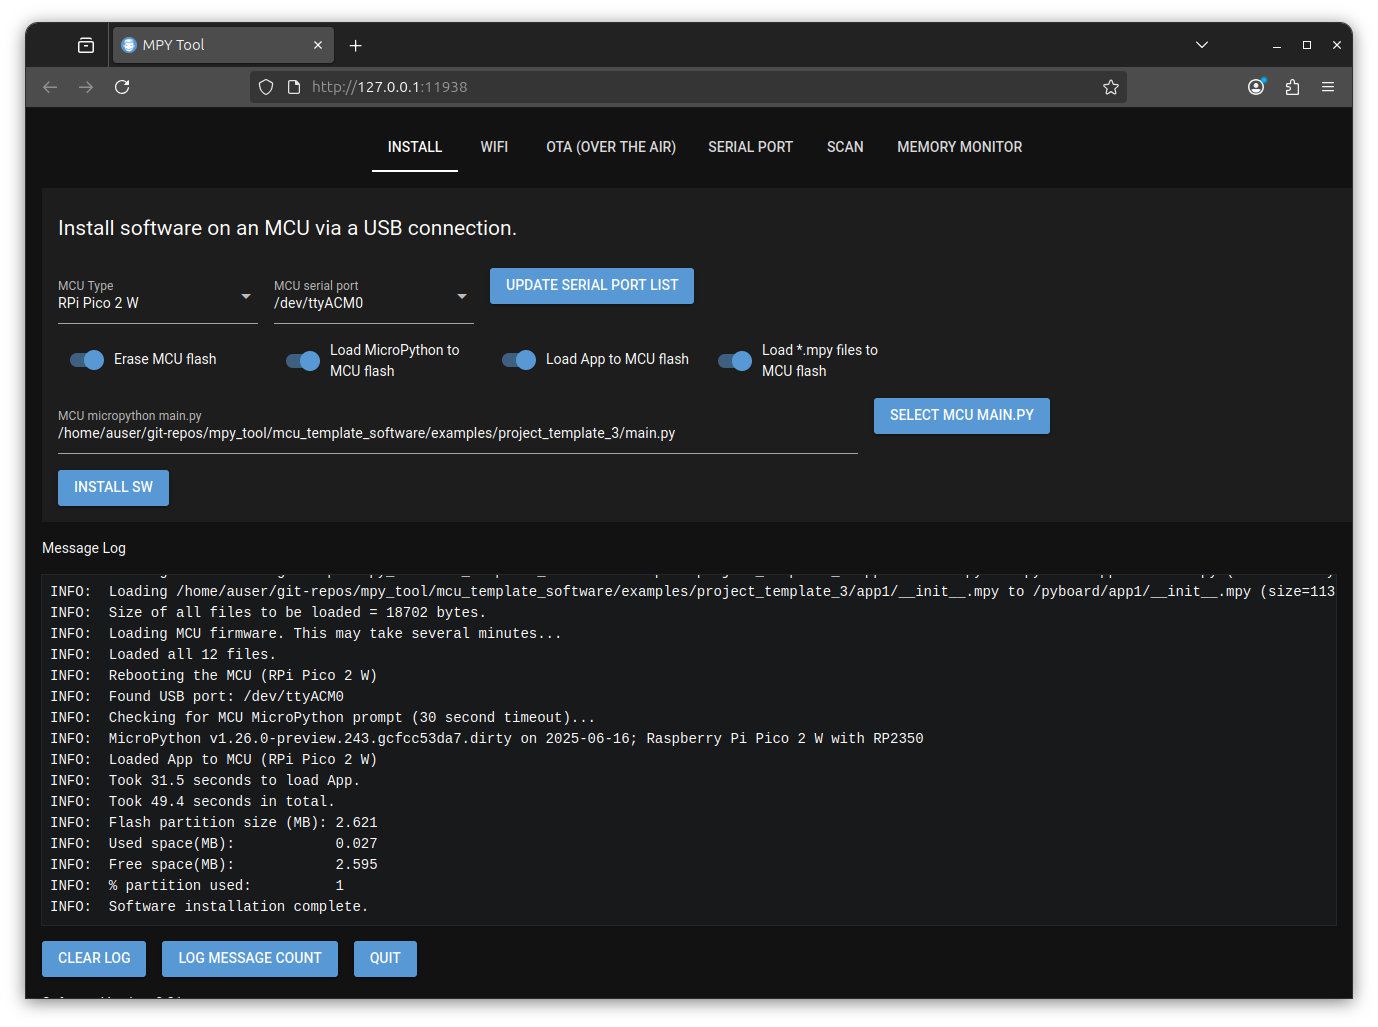 MPY Tool
http://127.0.0.1:11938
INSTALL WIFI OTA (OVER THE AIR) SERIAL PORT SCAN MEMORY MONITOR
Install software on an MCU via a USB connection.
MCU Type
RPi Pico 2 W
MCU serial port
/dev/ttyACM0
UPDATE SERIAL PORT LIST
Erase MCU flash
Load MicroPython to
MCU flash
Load App to MCU flash
Load *.mpy files to
MCU flash
MCU micropython main.py
/home/auser/git-repos/mpy_tool/mcu_template_software/examples/project_template_3/main.py
SELECT MCU MAIN.PY
INSTALL SW
Message Log
INFO: Loading /home/auser/git-repos/mpy_tool/mcu_template_software/examples/project_template_3/app1/__init__.mpy to /pyboard/app1/__init__.mpy (size=113
INFO: Size of all files to be loaded = 18702 bytes.
INFO: Loading MCU firmware. This may take several minutes...
INFO: Loaded all 12 files.
INFO: Rebooting the MCU (RPi Pico 2 W)
INFO: Found USB port: /dev/ttyACM0
INFO: Checking for MCU MicroPython prompt (30 second timeout)...
INFO: MicroPython v1.26.0-preview.243.gcfcc53da7.dirty on 2025-06-16; Raspberry Pi Pico 2 W with RP2350
INFO: Loaded App to MCU (RPi Pico 2 W)
INFO: Took 31.5 seconds to load App.
INFO: Took 49.4 seconds in total.
INFO: Flash partition size (MB): 2.621
INFO: Used space(MB): 0.027
INFO: Free space(MB): 2.595
INFO: % partition used: 1
INFO: Software installation complete.
CLEAR LOG LOG MESSAGE COUNT QUIT